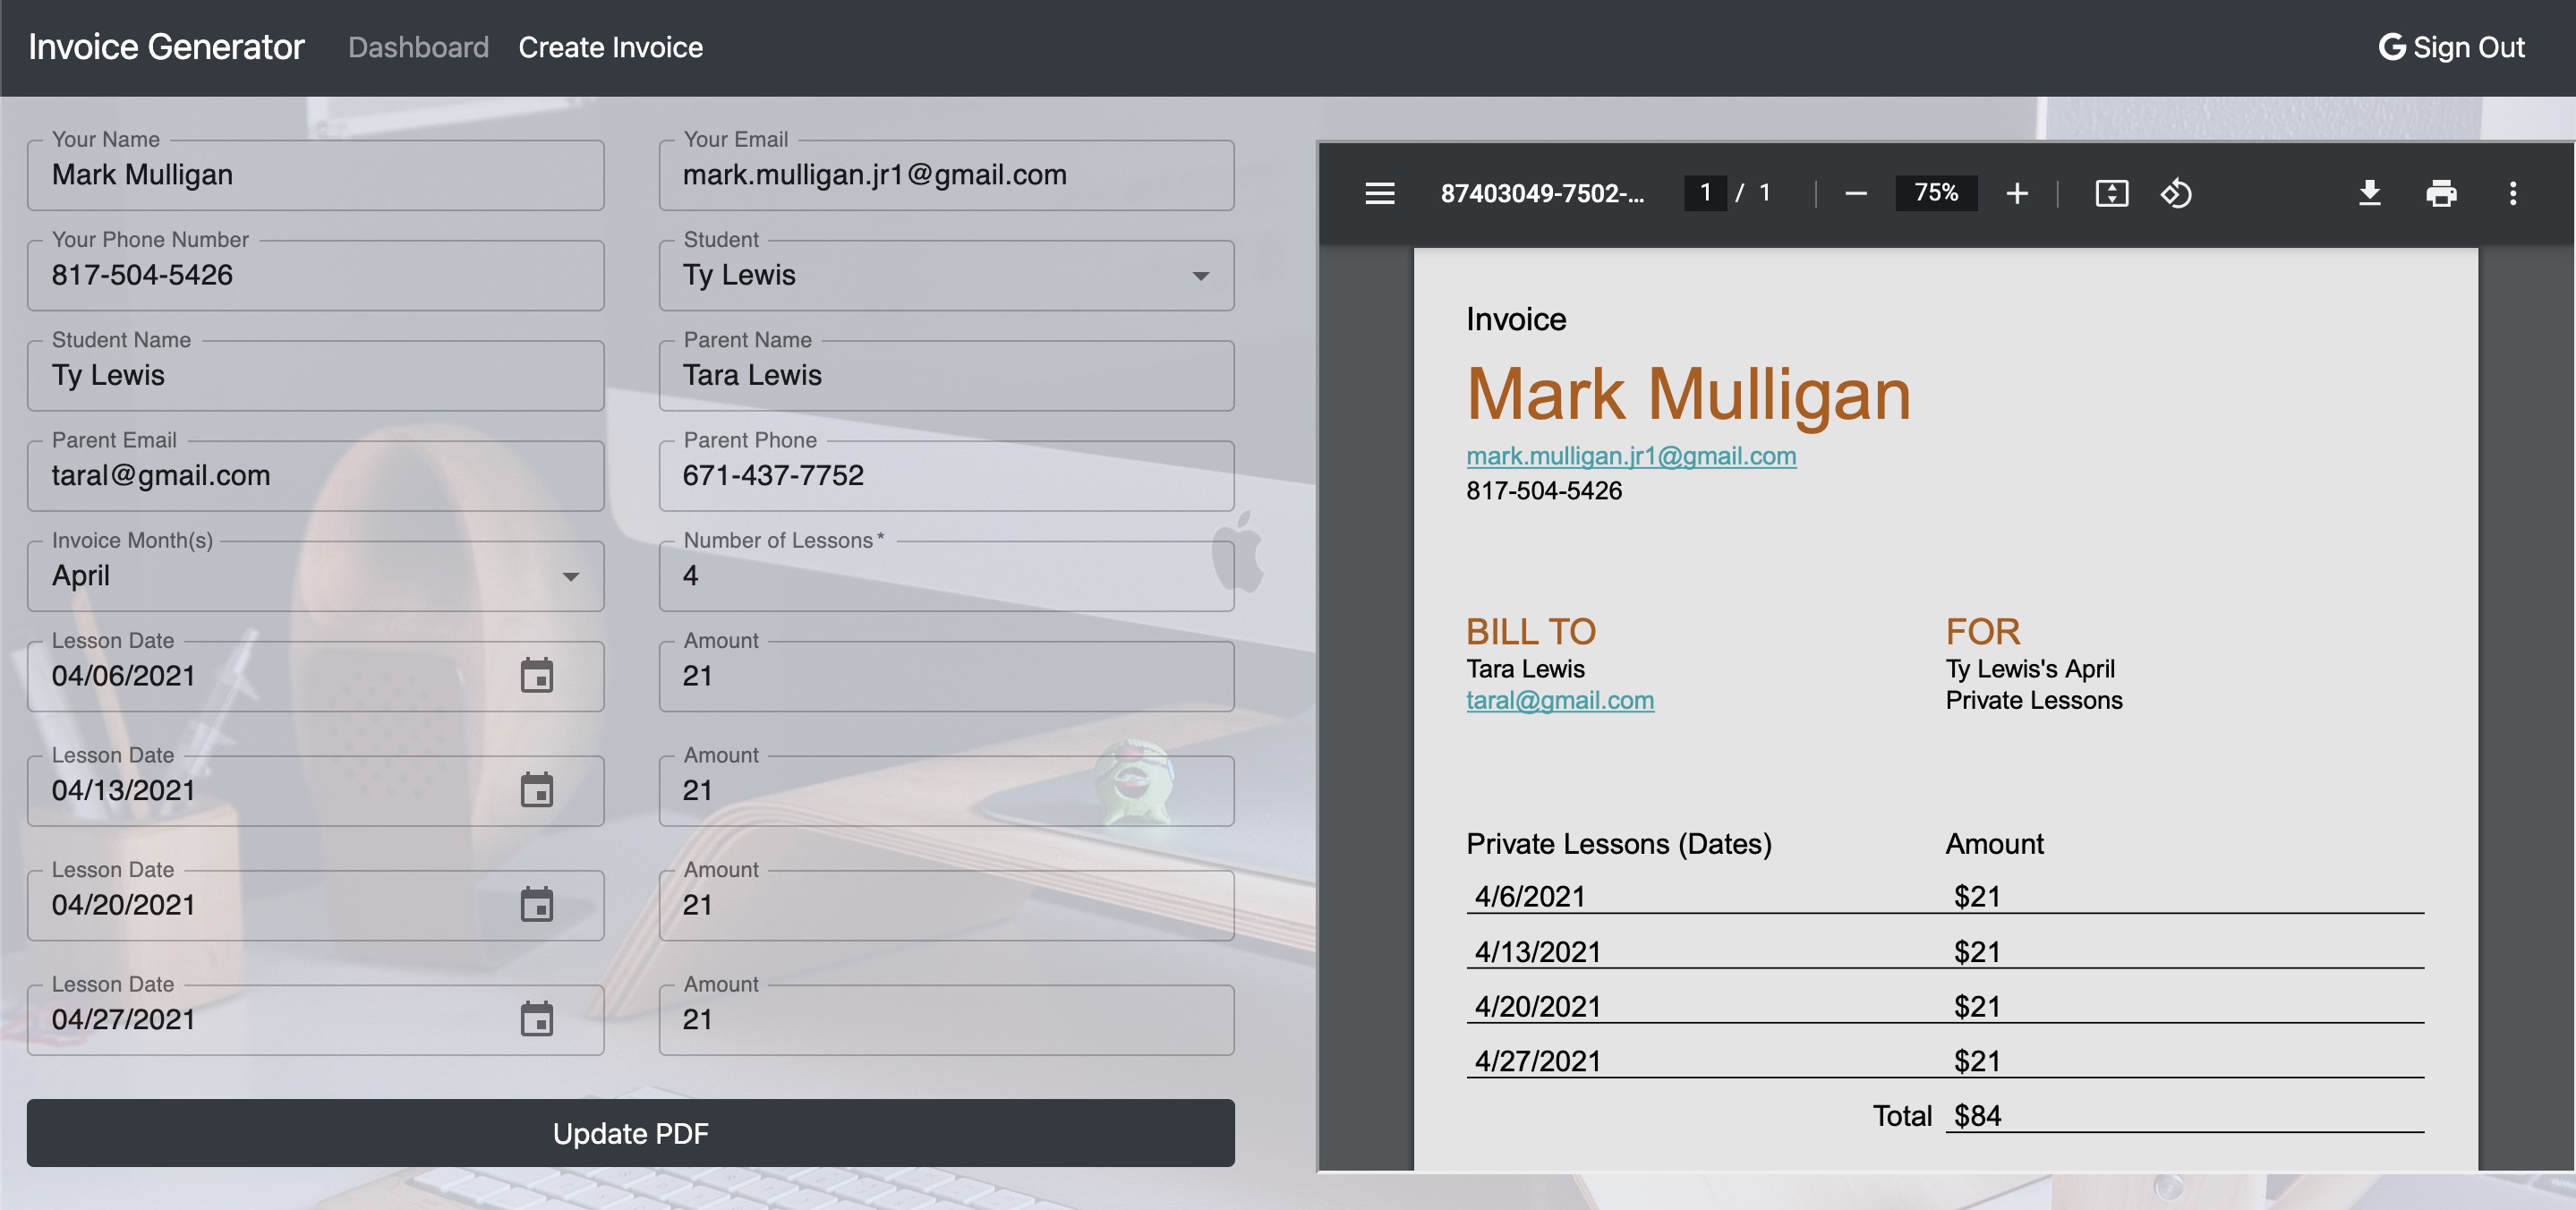 Invoice Generator Dashboard Create Invoice G Sign Out
Your Name
Mark Mulligan
Your Email
mark.mulligan.jr1@gmail.com
Your Phone Number
817-504-5426
Student
Ty Lewis
Student Name
Ty Lewis
Parent Name
Tara Lewis
Parent Email
taral@gmail.com
Parent Phone
671-437-7752
Invoice Month(s)
April
Number of Lessons *
4
Lesson Date
04/06/2021
Amount
21
Lesson Date
04/13/2021
Amount
21
Lesson Date
04/20/2021
Amount
21
Lesson Date
04/27/2021
Amount
21
Update PDF
87403049-7502-... 1 / 1 75%
Invoice
Mark Mulligan
mark.mulligan.jr1@gmail.com
817-504-5426
BILL TO
Tara Lewis
taral@gmail.com
FOR
Ty Lewis's April
Private Lessons
Private Lessons (Dates) Amount
4/6/2021 $21
4/13/2021 $21
4/20/2021 $21
4/27/2021 $21
Total $84